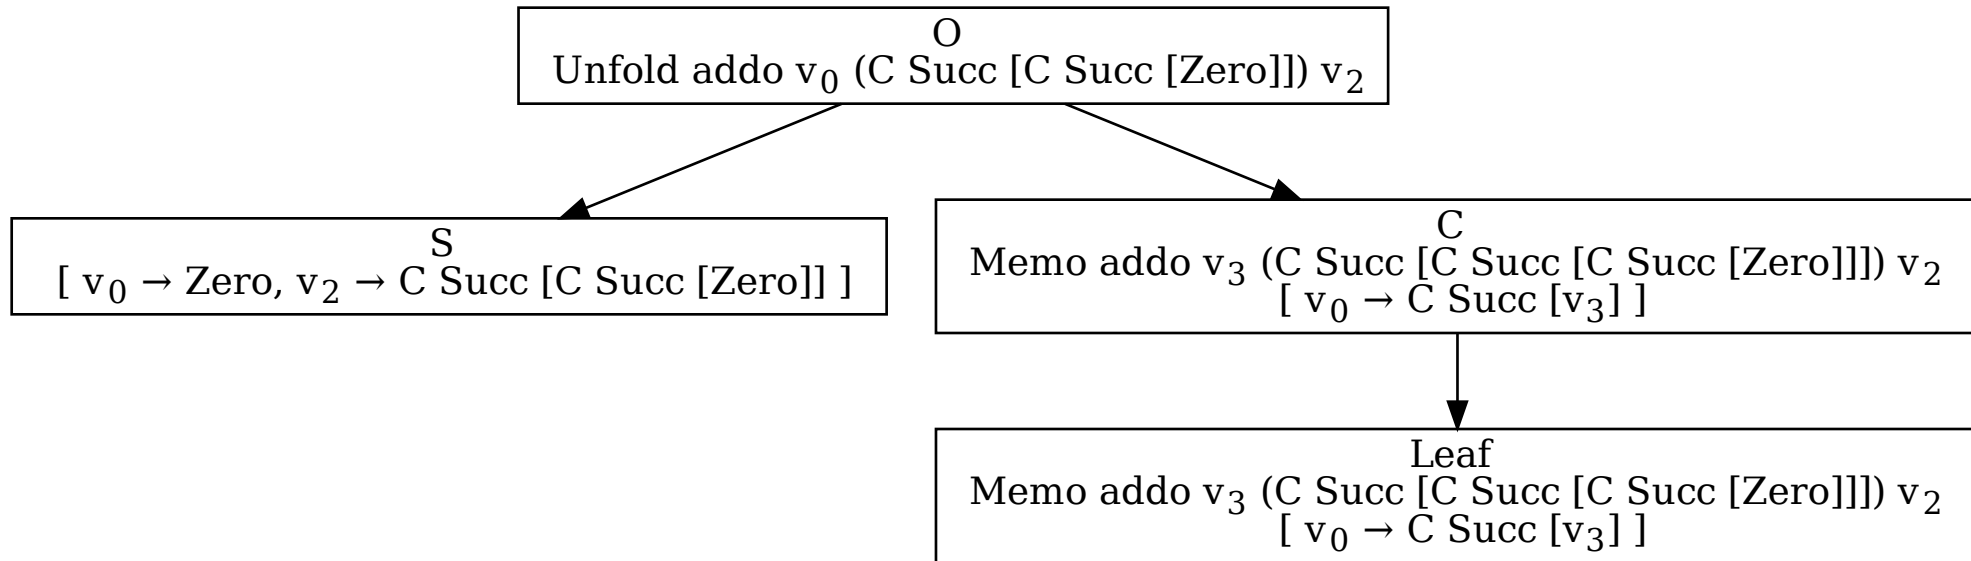 O
Unfold addo v₀ (C Succ [C Succ [Zero]]) v₂
S
[ v₀ → Zero, v₂ → C Succ [C Succ [Zero]] ]
C
Memo addo v₃ (C Succ [C Succ [C Succ [Zero]]]) v₂
[ v₀ → C Succ [v₃] ]
Leaf
Memo addo v₃ (C Succ [C Succ [C Succ [Zero]]]) v₂
[ v₀ → C Succ [v₃] ]